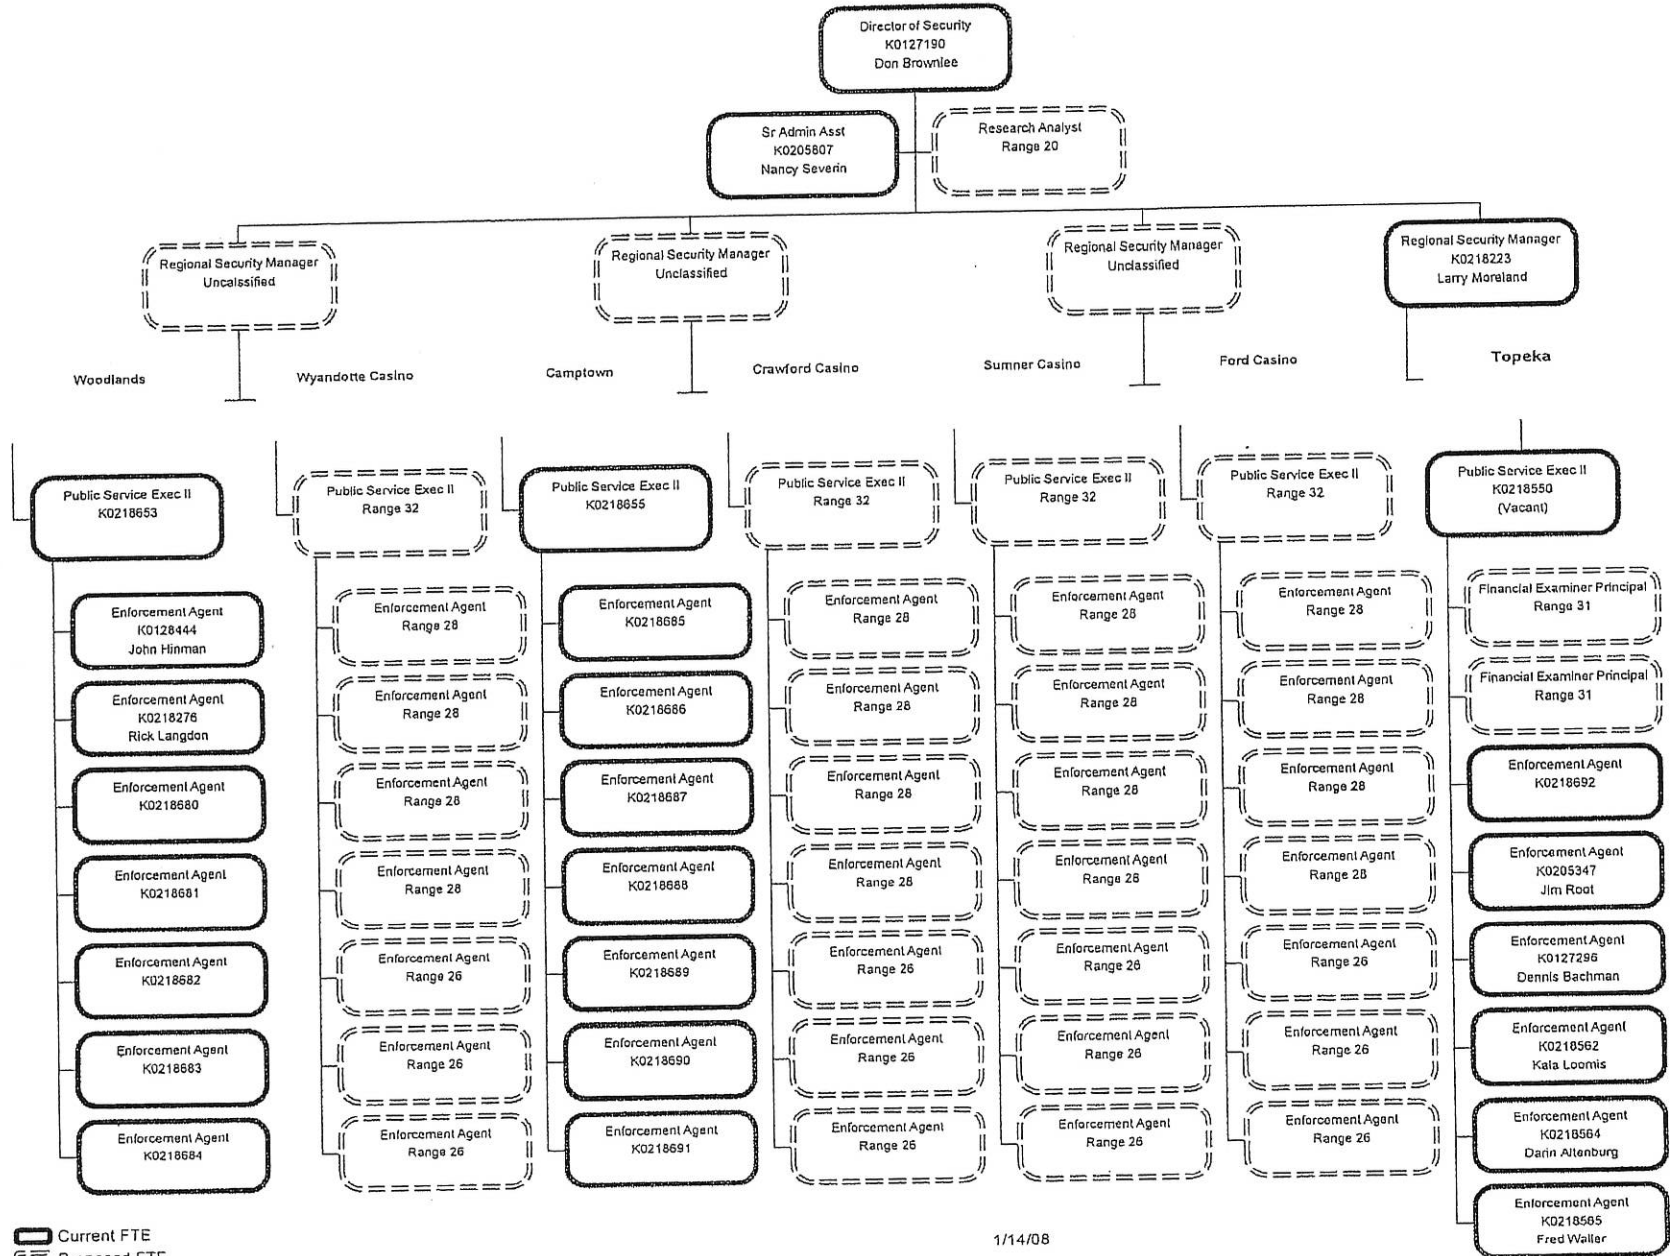 Director of Security
K0127190
Don Brownlee
Sr Admin Asst
K0205807
Nancy Severin
Research Analyst
Range 20
Regional Security Manager
Uncalssified
Regional Security Manager
Unclassified
Regional Security Manager
Unclassified
Regional Security Manager
K0218223
Larry Moreland
Woodlands
Wyandotte Casino
Camptown
Crawford Casino
Sumner Casino
Ford Casino
Topeka
Public Service Exec II
K0218653
Enforcement Agent
K0128444
John Hinman
Enforcement Agent
K0218276
Rick Langdon
Enforcement Agent
K0218680
Enforcement Agent
K0218681
Enforcement Agent
K0218682
Enforcement Agent
K0218683
Enforcement Agent
K0218684
Public Service Exec II
Range 32
Enforcement Agent
Range 28
Enforcement Agent
Range 28
Enforcement Agent
Range 28
Enforcement Agent
Range 28
Enforcement Agent
Range 26
Enforcement Agent
Range 26
Enforcement Agent
Range 26
Public Service Exec II
K0218655
Enforcement Agent
K0218685
Enforcement Agent
K0218686
Enforcement Agent
K0218687
Enforcement Agent
K0218688
Enforcement Agent
K0218689
Enforcement Agent
K0218690
Enforcement Agent
K0218691
Public Service Exec II
Range 32
Enforcement Agent
Range 28
Enforcement Agent
Range 28
Enforcement Agent
Range 28
Enforcement Agent
Range 28
Enforcement Agent
Range 26
Enforcement Agent
Range 26
Enforcement Agent
Range 26
Public Service Exec II
Range 32
Enforcement Agent
Range 28
Enforcement Agent
Range 28
Enforcement Agent
Range 28
Enforcement Agent
Range 28
Enforcement Agent
Range 26
Enforcement Agent
Range 26
Enforcement Agent
Range 26
Public Service Exec II
Range 32
Enforcement Agent
Range 28
Enforcement Agent
Range 28
Enforcement Agent
Range 28
Enforcement Agent
Range 28
Enforcement Agent
Range 26
Enforcement Agent
Range 26
Enforcement Agent
Range 26
Public Service Exec II
K0218550
(Vacant)
Financial Examiner Principal
Range 31
Financial Examiner Principal
Range 31
Enforcement Agent
K0218692
Enforcement Agent
K0205347
Jim Root
Enforcement Agent
K0127296
Dennis Bachman
Enforcement Agent
K0218562
Kala Loomis
Enforcement Agent
K0218564
Darin Altenburg
Enforcement Agent
K0218565
Fred Waller
Current FTE
1/14/08